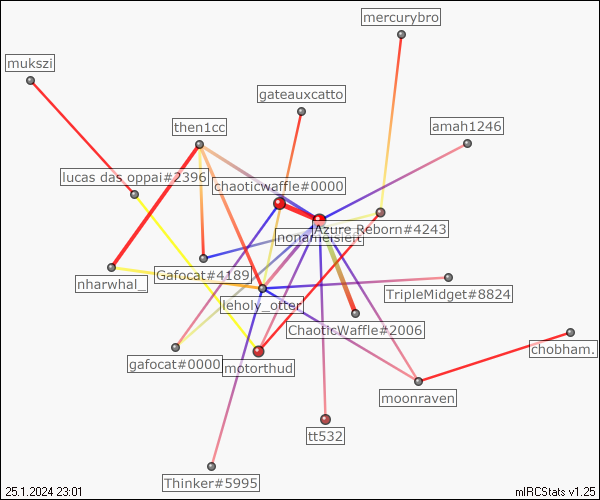 mercurybro
mukszi
gateauxcatto
then1cc
amah1246
lucas das oppai#2396
chaoticwaffle#0000
Azure Reborn#4243
Gafocat#4189
nharwhal_
leholy_otter
TripleMidget#8824
ChaoticWaffle#2006
gafocat#0000
motorthud
chobham.
moonraven
tt532
Thinker#5995
25.1.2024 23:01
mIRCStats v1.25